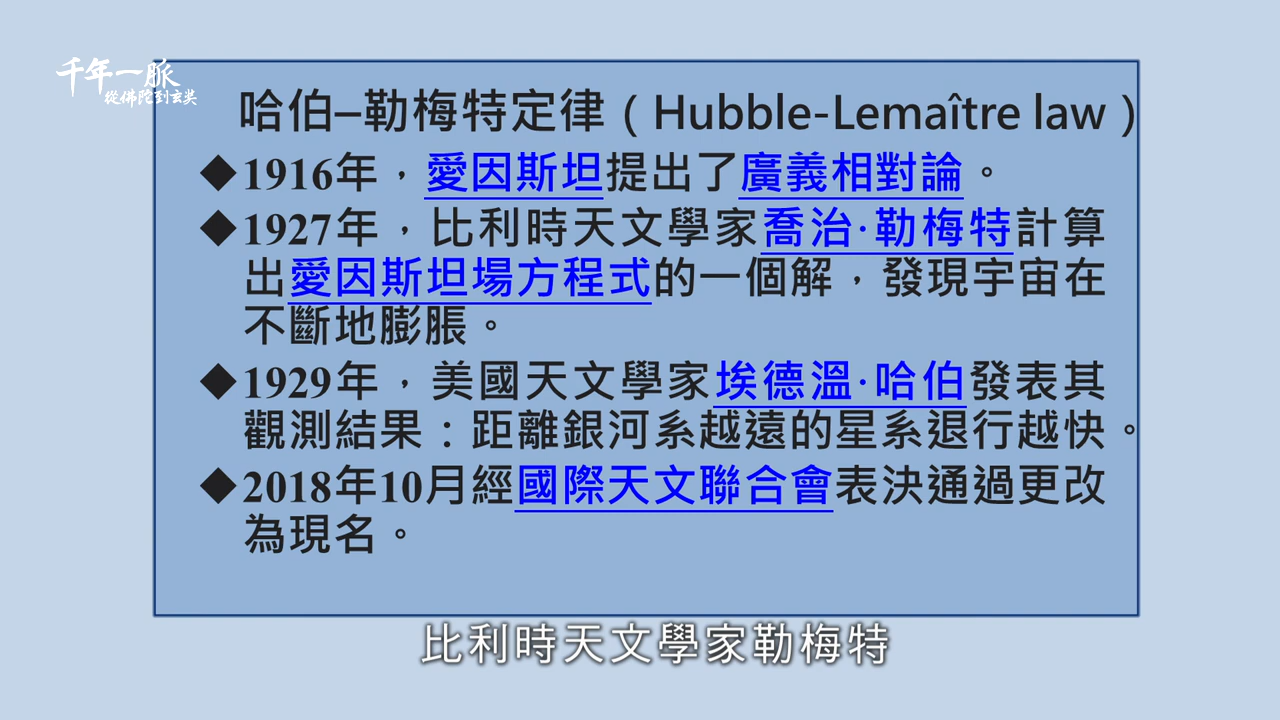 千年一脈
從佛陀到玄奘
哈伯–勒梅特定律（Hubble-Lemaître law）
◆1916年，愛因斯坦提出了廣義相對論。
◆1927年，比利時天文學家喬治·勒梅特計算
出愛因斯坦場方程式的一個解，發現宇宙在
不斷地膨脹。
◆1929年，美國天文學家埃德溫·哈伯發表其
觀測結果：距離銀河系越遠的星系退行越快。
◆2018年10月經國際天文聯合會表決通過更改
為現名。
比利時天文學家勒梅特